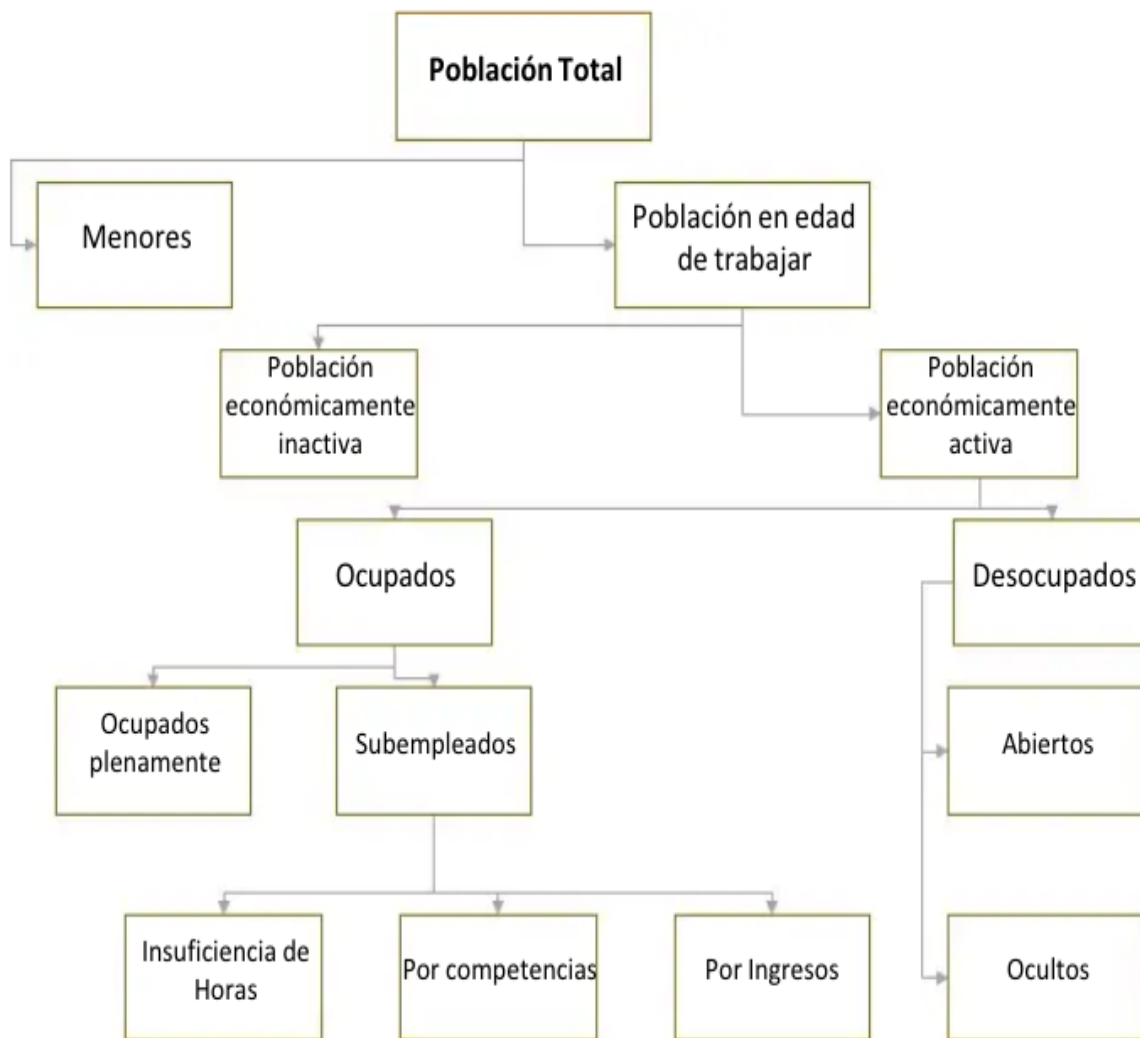 Población Total
Menores
Población en edad
de trabajar
Población
económicamente
inactiva
Población
económicamente
activa
Ocupados
Desocupados
Ocupados
plenamente
Subempleados
Abiertos
Insuficiencia de
Horas
Por competencias
Por Ingresos
Ocultos